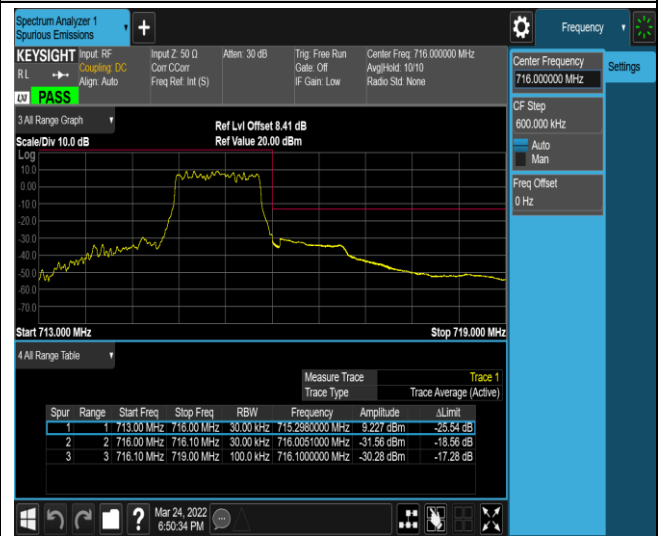 Spectrum Analyzer 1
Spurious Emissions
+
Frequency
KEYSIGHT
RL
LXI PASS
Input: RF
Coupling: DC
Align: Auto
Input Z: 50 Ω
Corr CCorr
Freq Ref: Int (S)
Atten: 30 dB
Trig: Free Run
Gate: Off
IF Gain: Low
Center Freq: 716.000000 MHz
Avg|Hold: 10/10
Radio Std: None
Center Frequency
716.000000 MHz
Settings
CF Step
600.000 kHz
Auto
Man
Freq Offset
0 Hz
3 All Range Graph
Scale/Div 10.0 dB
Ref Lvl Offset 8.41 dB
Ref Value 20.00 dBm
Log
10.0
0.00
-10.0
-20.0
-30.0
-40.0
-50.0
-60.0
-70.0
Start 713.000 MHz Stop 719.000 MHz
4 All Range Table
Measure Trace Trace 1
Trace Type Trace Average (Active)
Spur Range Start Freq Stop Freq RBW Frequency Amplitude ΔLimit
1 1 713.00 MHz 716.00 MHz 30.00 kHz 715.2980000 MHz 9.227 dBm -25.54 dB
2 2 716.00 MHz 716.10 MHz 30.00 kHz 716.0051000 MHz -31.56 dBm -18.56 dB
3 3 716.10 MHz 719.00 MHz 100.0 kHz 716.1000000 MHz -30.28 dBm -17.28 dB
?
Mar 24, 2022
6:50:34 PM